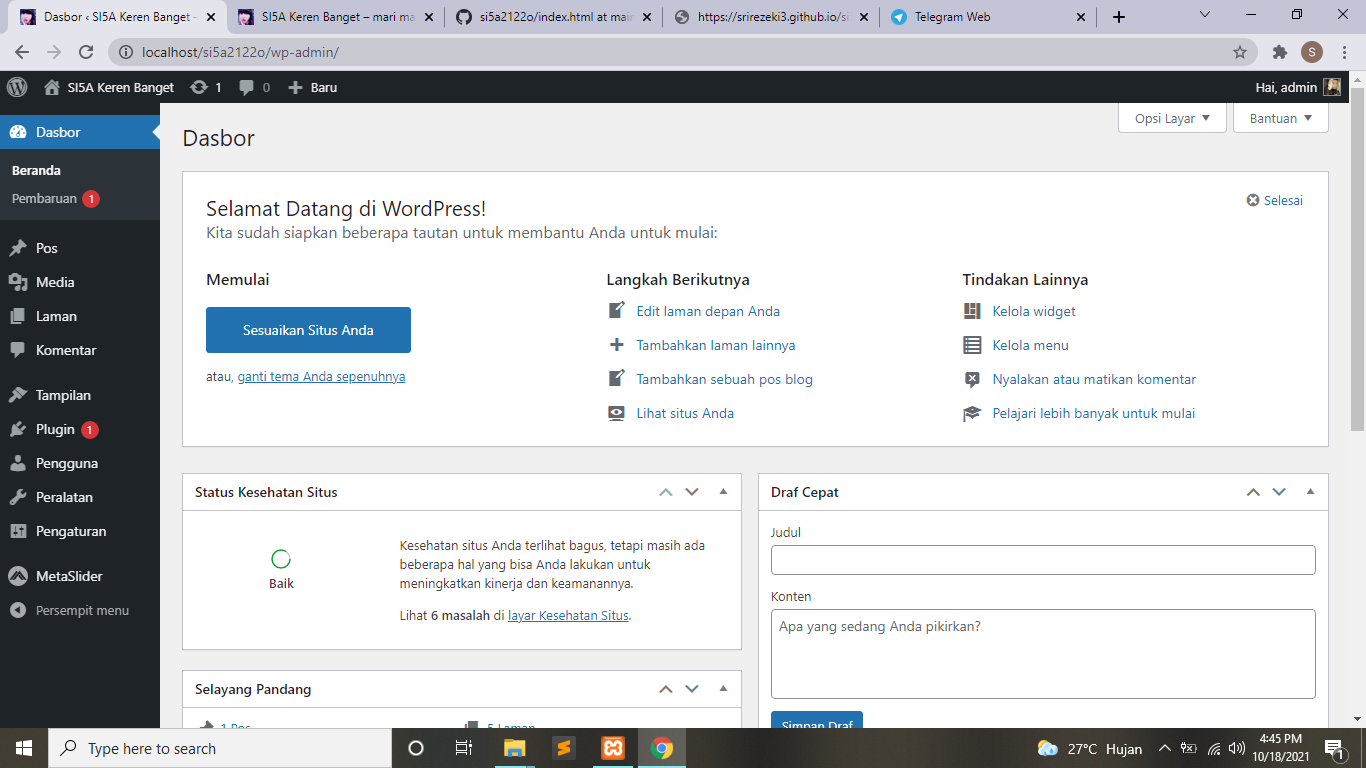 Dasbor ‹ SI5A Keren Banget –
SI5A Keren Banget – mari ma
si5a2122o/index.html at mair
https://srirezeki3.github.io/si
Telegram Web
localhost/si5a2122o/wp-admin/
S
SI5A Keren Banget
1
0
Baru
Hai, admin
Dasbor
Beranda
Pembaruan 1
Pos
Media
Laman
Komentar
Tampilan
Plugin 1
Pengguna
Peralatan
Pengaturan
MetaSlider
Persempit menu
Opsi Layar
Bantuan
Dasbor
Selamat Datang di WordPress!
Selesai
Kita sudah siapkan beberapa tautan untuk membantu Anda untuk mulai:
Memulai
Sesuaikan Situs Anda
atau, ganti tema Anda sepenuhnya
Langkah Berikutnya
Edit laman depan Anda
Tambahkan laman lainnya
Tambahkan sebuah pos blog
Lihat situs Anda
Tindakan Lainnya
Kelola widget
Kelola menu
Nyalakan atau matikan komentar
Pelajari lebih banyak untuk mulai
Status Kesehatan Situs
Baik
Kesehatan situs Anda terlihat bagus, tetapi masih ada
beberapa hal yang bisa Anda lakukan untuk
meningkatkan kinerja dan keamanannya.
Lihat 6 masalah di layar Kesehatan Situs.
Selayang Pandang
1 Pos
5 Laman
Draf Cepat
Judul
Konten
Apa yang sedang Anda pikirkan?
Simpan Draf
Type here to search
27°C Hujan
4:45 PM
10/18/2021
1